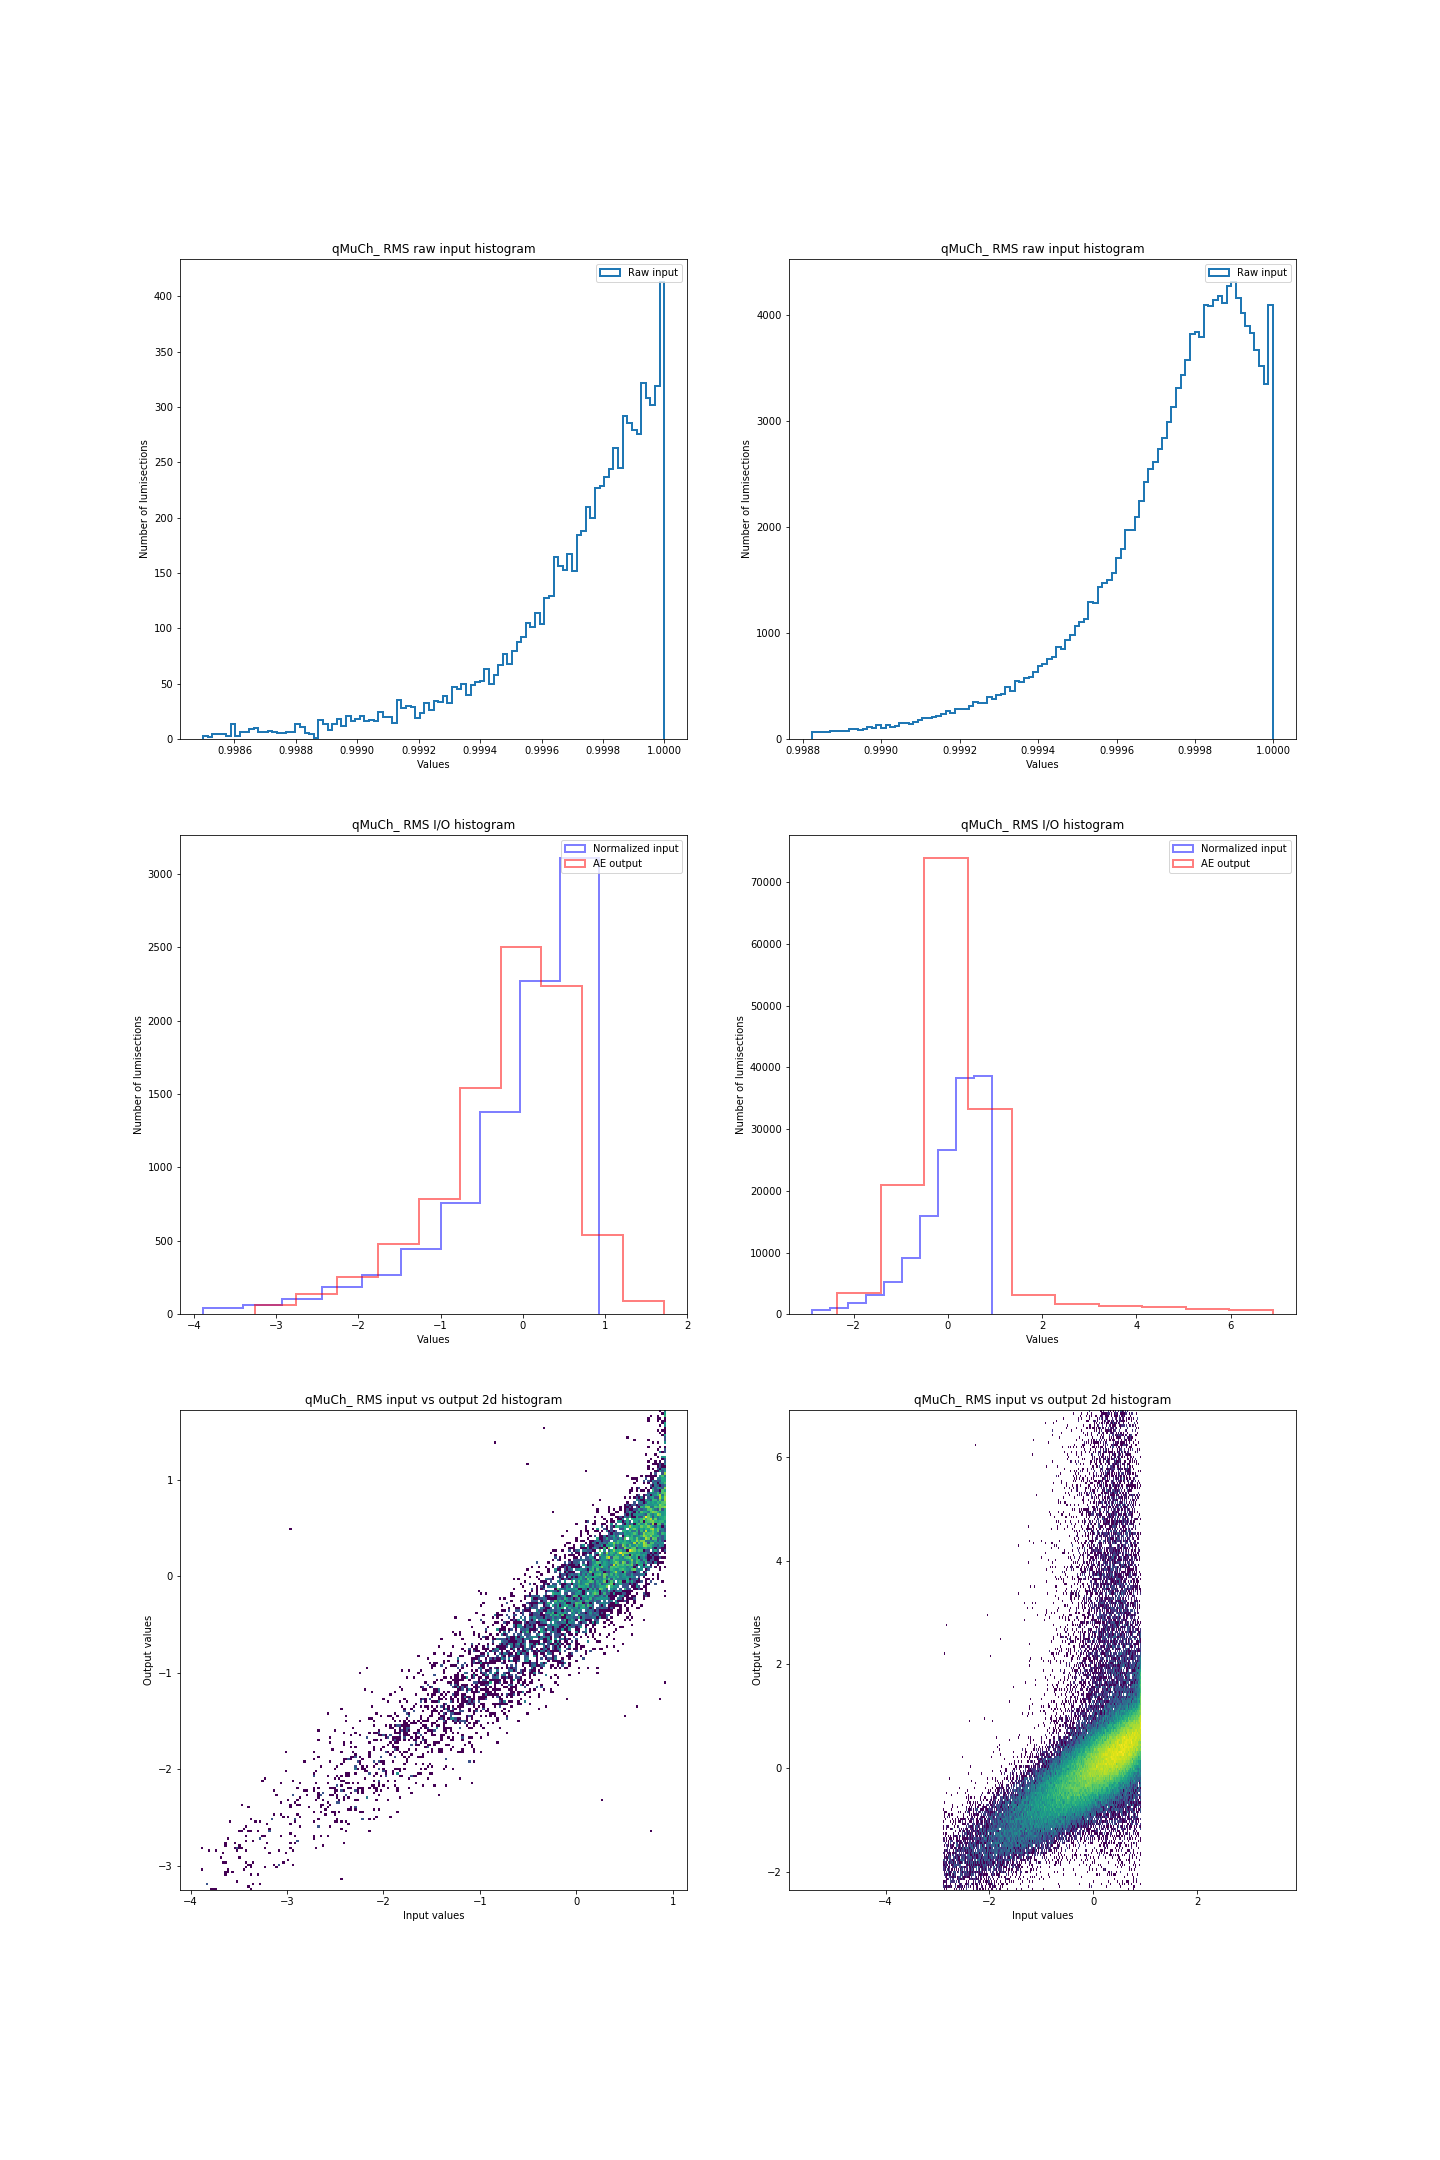 qMuCh_ RMS raw input histogram
Raw input
Number of lumisections
400
350
300
250
200
150
100
50
0
0.9986 0.9988 0.9990 0.9992 0.9994 0.9996 0.9998 1.0000
Values
qMuCh_ RMS raw input histogram
Raw input
Number of lumisections
4000
3000
2000
1000
0
0.9988 0.9990 0.9992 0.9994 0.9996 0.9998 1.0000
Values
qMuCh_ RMS I/O histogram
Normalized input
AE output
Number of lumisections
3000
2500
2000
1500
1000
500
0
−4 −3 −2 −1 0 1 2
Values
qMuCh_ RMS I/O histogram
Normalized input
AE output
Number of lumisections
70000
60000
50000
40000
30000
20000
10000
0
−2 0 2 4 6
Values
qMuCh_ RMS input vs output 2d histogram
Output values
1
0
−1
−2
−3
−4 −3 −2 −1 0 1
Input values
qMuCh_ RMS input vs output 2d histogram
Output values
6
4
2
0
−2
−4 −2 0 2
Input values